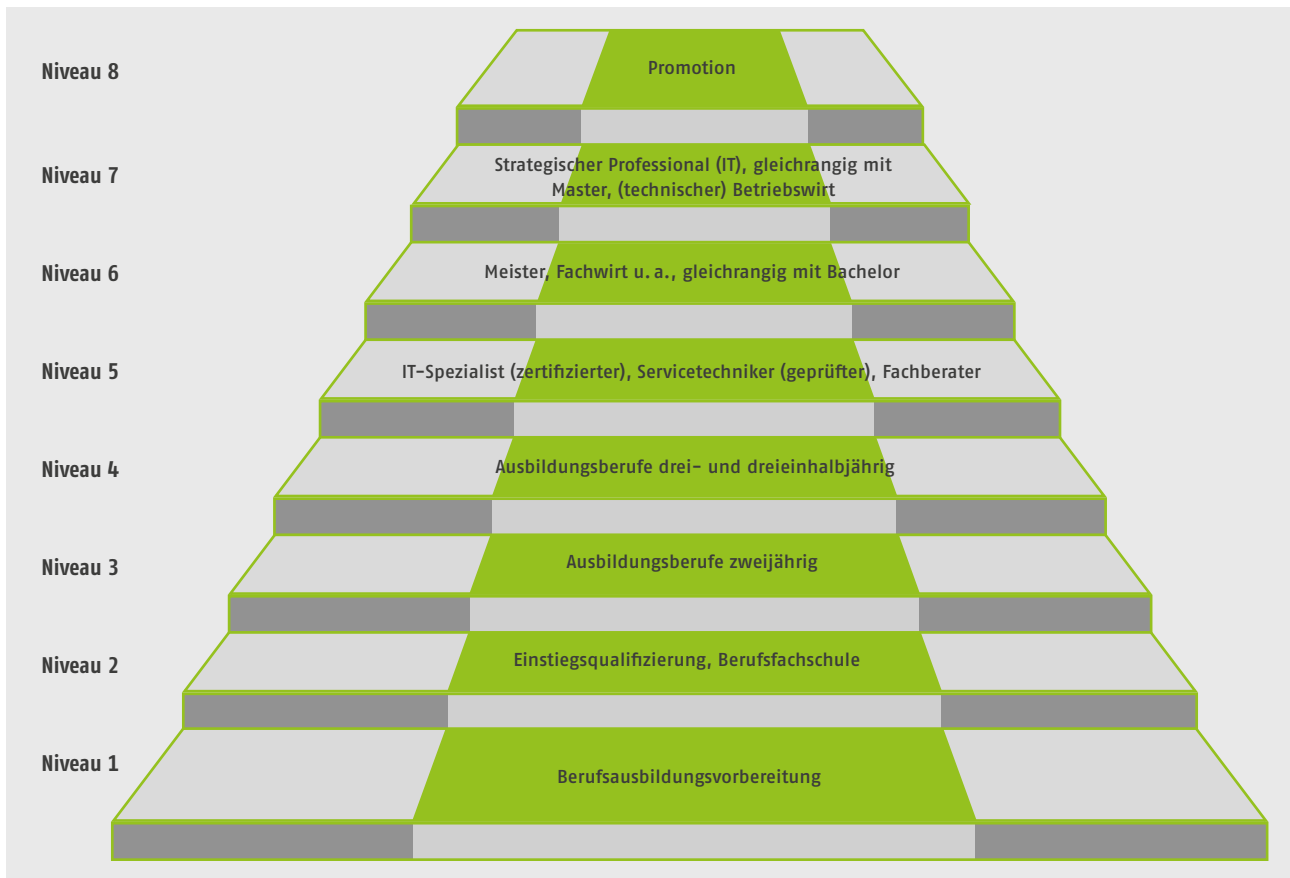 Niveau 8
Promotion
Niveau 7
Strategischer Professional (IT), gleichrangig mit
Master, (technischer) Betriebswirt
Niveau 6
Meister, Fachwirt u. a., gleichrangig mit Bachelor
Niveau 5
IT-Spezialist (zertifizierter), Servicetechniker (geprüfter), Fachberater
Niveau 4
Ausbildungsberufe drei- und dreieinhalbjährig
Niveau 3
Ausbildungsberufe zweijährig
Niveau 2
Einstiegsqualifizierung, Berufsfachschule
Niveau 1
Berufsausbildungsvorbereitung